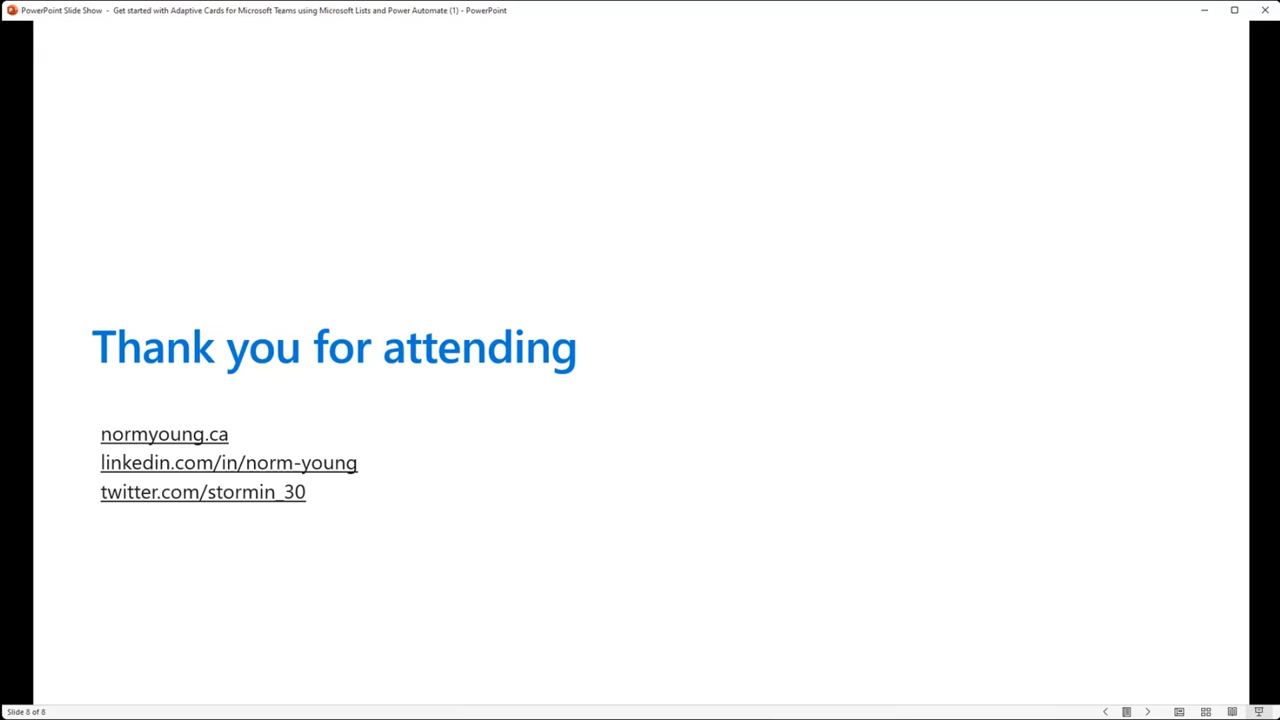 PowerPoint Slide Show - Get started with Adaptive Cards for Microsoft Teams using Microsoft Lists and Power Automate (1) - PowerPoint
Thank you for attending
normyoung.ca
linkedin.com/in/norm-young
twitter.com/stormin_30
Slide 8 of 8